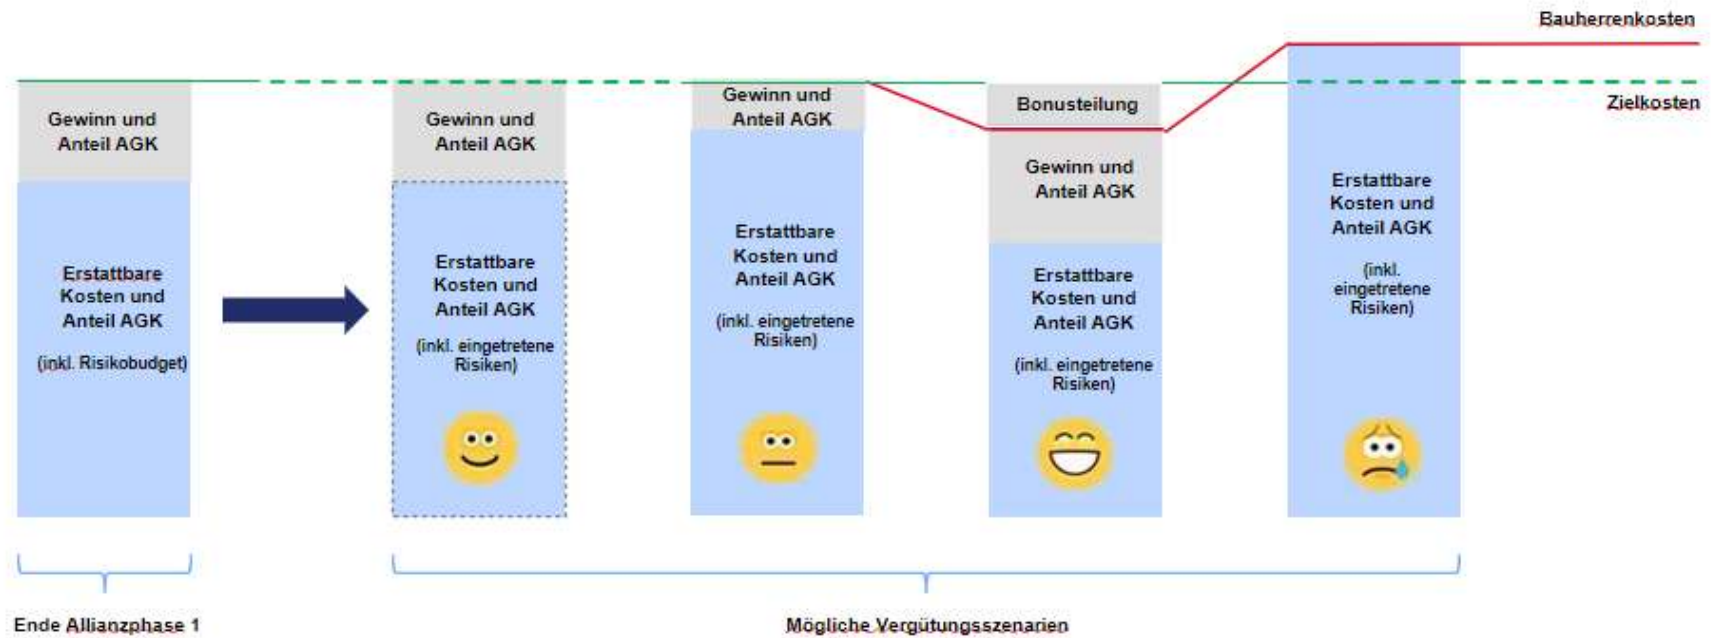 Bauherrenkosten
Zielkosten
Gewinn und
Anteil AGK
Erstattbare
Kosten und
Anteil AGK
(inkl. Risikobudget)
Gewinn und
Anteil AGK
Erstattbare
Kosten und
Anteil AGK
(inkl. eingetretene
Risiken)
Gewinn und
Anteil AGK
Erstattbare
Kosten und
Anteil AGK
(inkl. eingetretene
Risiken)
Bonusteilung
Gewinn und
Anteil AGK
Erstattbare
Kosten und
Anteil AGK
(inkl. eingetretene
Risiken)
Erstattbare
Kosten und
Anteil AGK
(inkl.
eingetretene
Risiken)
Ende Allianzphase 1
Mögliche Vergütungsszenarien